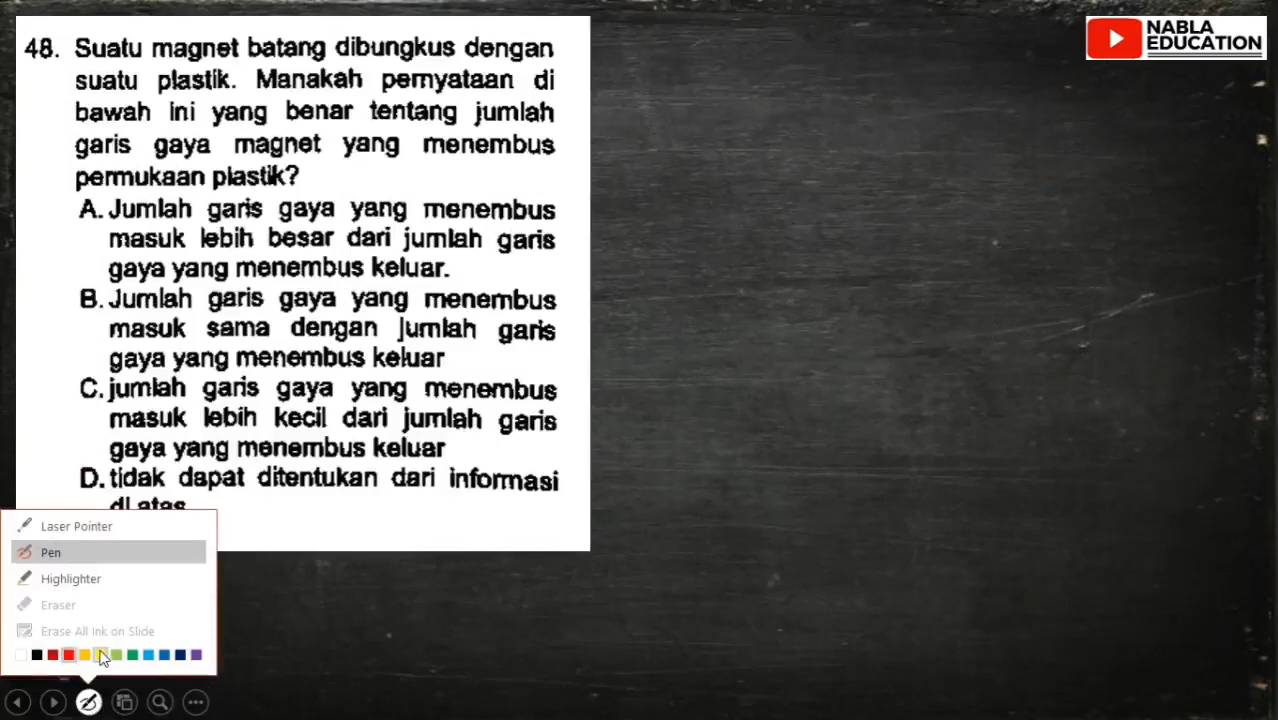 NABLA
EDUCATION
48. Suatu magnet batang dibungkus dengan
suatu plastik. Manakah pernyataan di
bawah ini yang benar tentang jumlah
garis gaya magnet yang menembus
permukaan plastik?
A. Jumlah garis gaya yang menembus
masuk lebih besar dari jumlah garis
gaya yang menembus keluar.
B. Jumlah garis gaya yang menembus
masuk sama dengan jumlah garis
gaya yang menembus keluar
C. jumlah garis gaya yang menembus
masuk lebih kecil dari jumlah garis
gaya yang menembus keluar
D. tidak dapat ditentukan dari informasi
di atas
Laser Pointer
Pen
Highlighter
Eraser
Erase All Ink on Slide